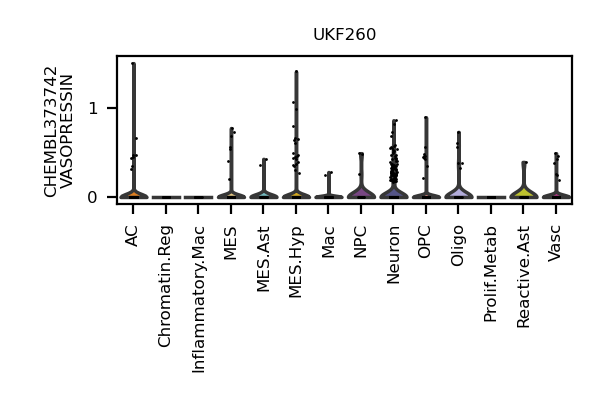 UKF260
CHEMBL373742
VASOPRESSIN
1
0
AC
Chromatin.Reg
Inflammatory.Mac
MES
MES.Ast
MES.Hyp
Mac
NPC
Neuron
OPC
Oligo
Prolif.Metab
Reactive.Ast
Vasc